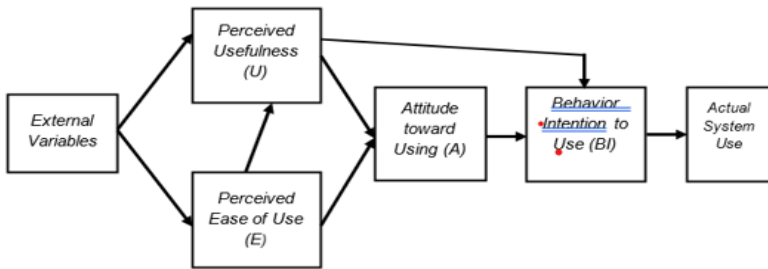 Perceived
Usefulness
(U)
External
Variables
Perceived
Ease of Use
(E)
Attitude
toward
Using (A)
Behavior
Intention to
Use (BI)
Actual
System
Use